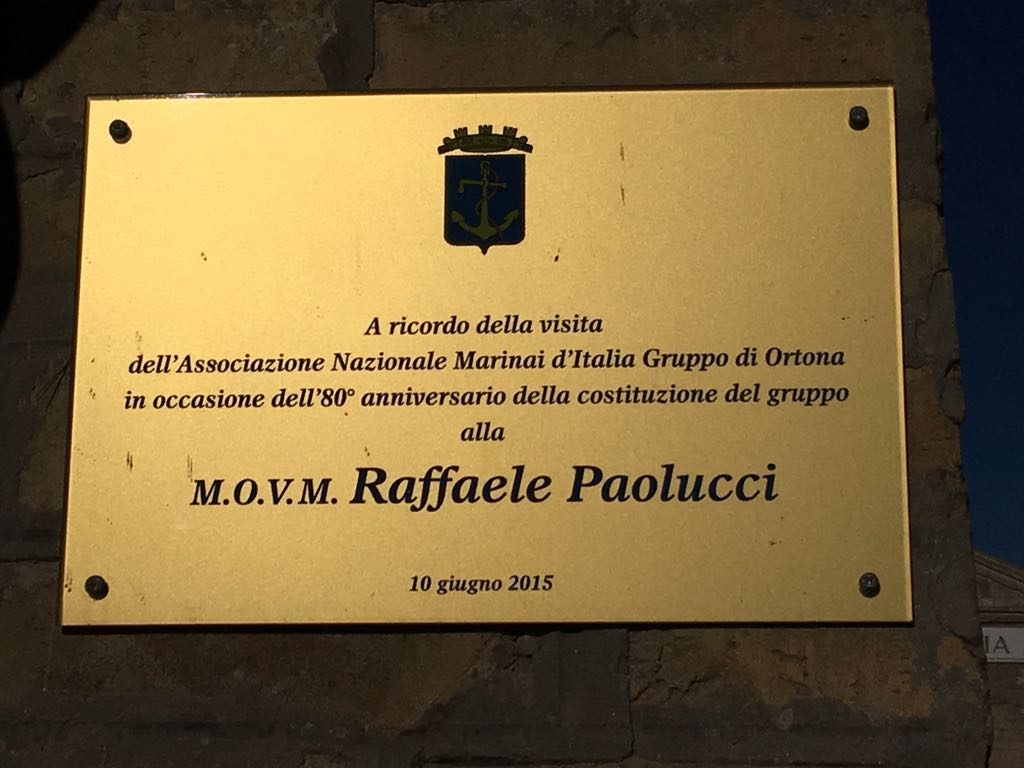 A ricordo della visita
dell'Associazione Nazionale Marinai d'Italia Gruppo di Ortona
in occasione dell'80° anniversario della costituzione del gruppo
alla
M.O.V.M. Raffaele Paolucci
10 giugno 2015